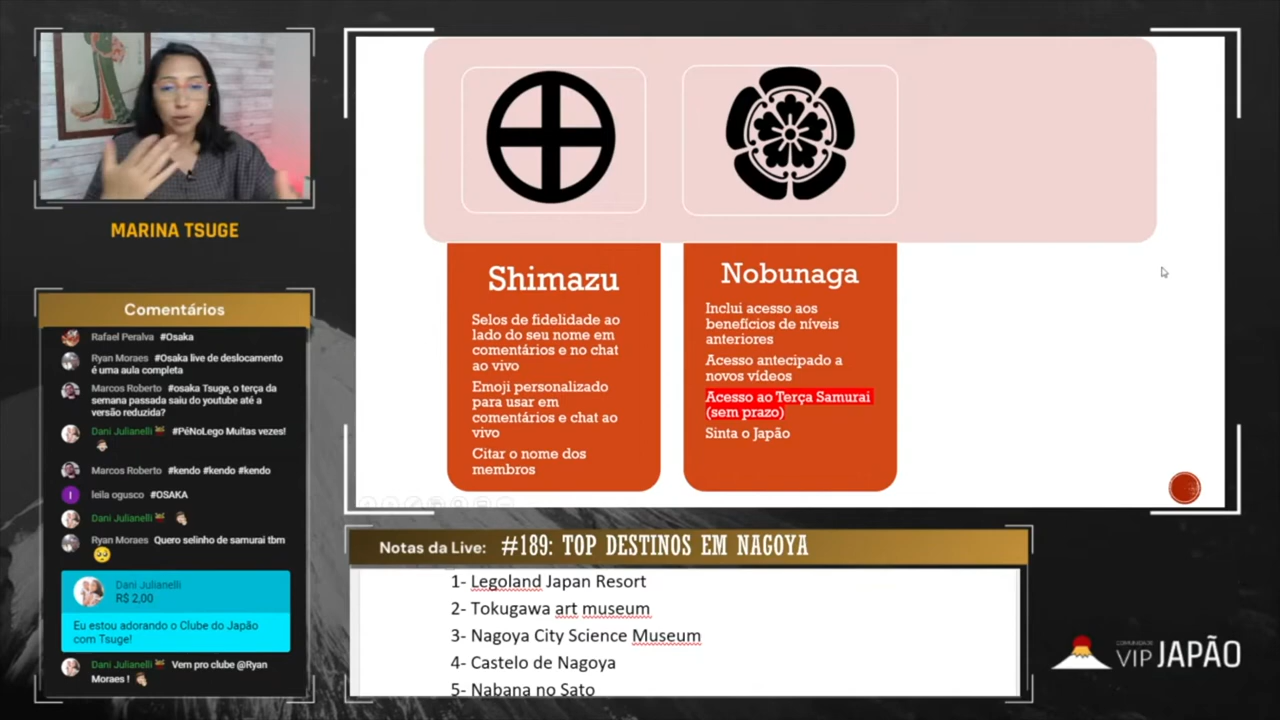 MARINA TSUGE
Comentários
Rafael Peralva #Osaka
Ryan Moraes #Osaka live de deslocamento
é uma aula completa
Marcos Roberto #osaka Tsuge, o terça da
semana passada saiu do youtube até a
versão reduzida?
Dani Julianelli #PéNoLego Muitas vezes!
Marcos Roberto #kendo #kendo #kendo
l leila ogusco #OSAKA
Dani Julianelli
Ryan Moraes Quero selinho de samurai tbm
Dani Julianelli
R$ 2,00
Eu estou adorando o Clube do Japão
com Tsuge!
Dani Julianelli Vem pro clube @Ryan
Moraes !
Shimazu
Selos de fidelidade ao
lado do seu nome em
comentários e no chat
ao vivo
Emoji personalizado
para usar em
comentários e chat ao
vivo
Citar o nome dos
membros
Nobunaga
Inclui acesso aos
benefícios de níveis
anteriores
Acesso antecipado a
novos vídeos
Acesso ao Terça Samurai
(sem prazo)
Sinta o Japão
Notas da Live: #189: TOP DESTINOS EM NAGOYA
1- Legoland Japan Resort
2- Tokugawa art museum
3- Nagoya City Science Museum
4- Castelo de Nagoya
5- Nabana no Sato
COMUNIDADE
VIP JAPÃO